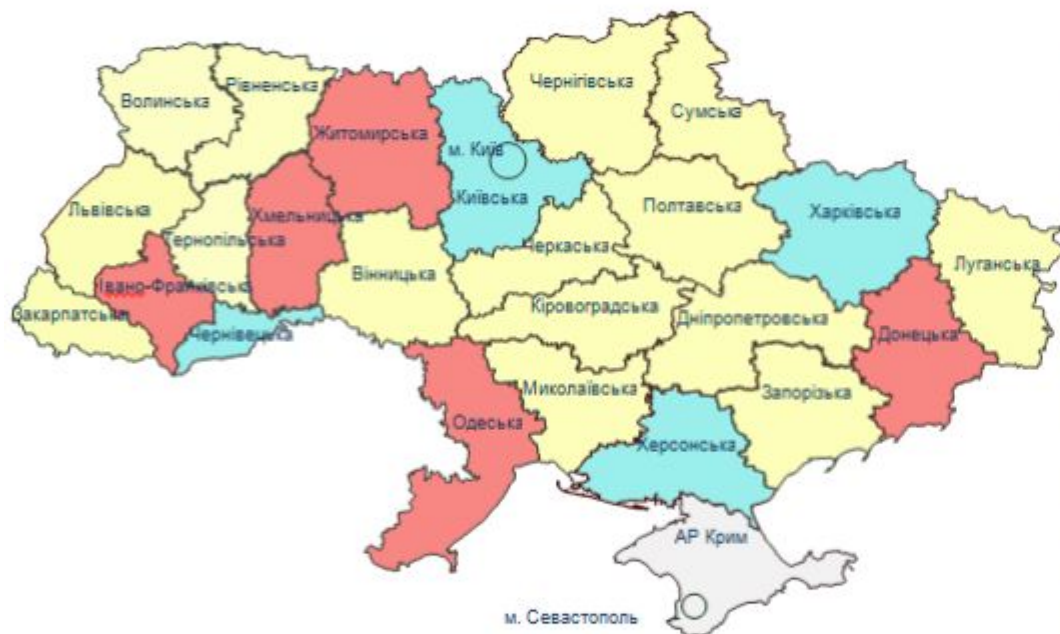 Чернігівська
Сумська
Рівненська
Волинська
Житомирська
м. Київ
Київська
Полтавська
Харківська
Львівська
Хмельницька
Тернопільська
Черкаська
Луганська
Вінницька
Івано-Франківська
Кіровоградська
Закарпатська
Дніпропетровська
Чернівецька
Донецька
Миколаївська
Запорізька
Одеська
Херсонська
АР Крим
м. Севастополь